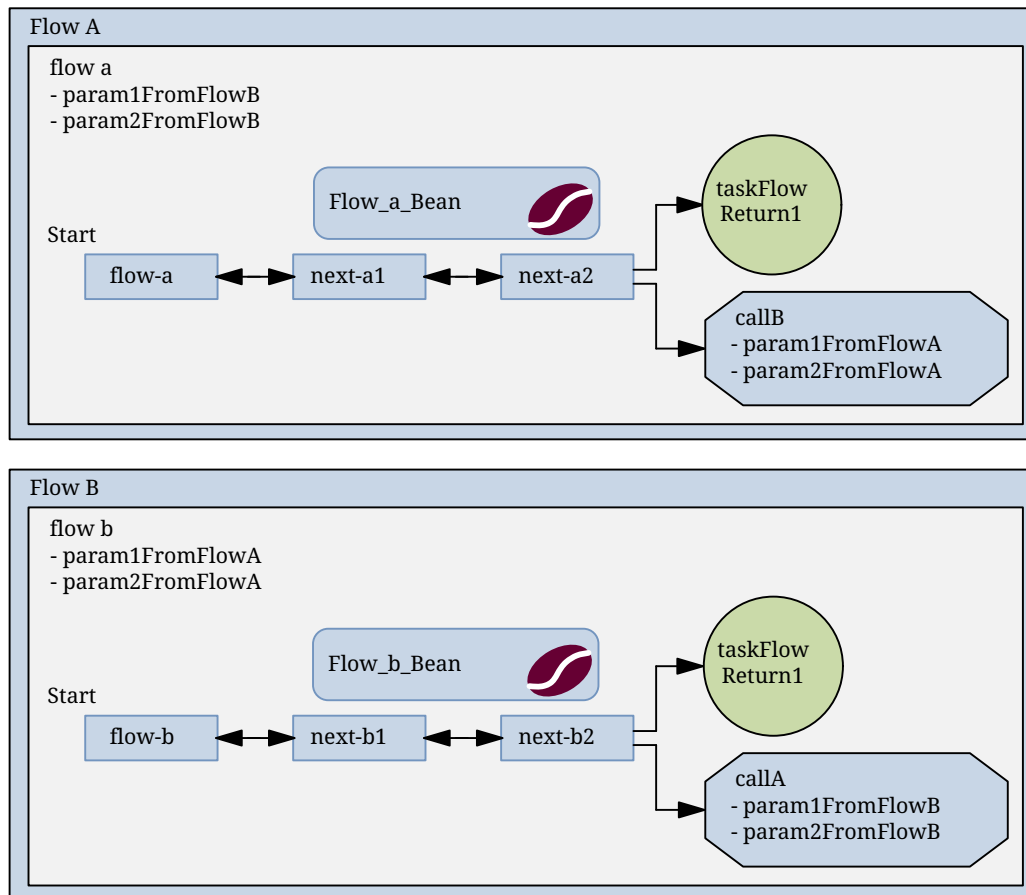 Flow A
flow a
- param1FromFlowB
- param2FromFlowB
Flow_a_Bean
taskFlow
Return1
Start
flow-a
next-a1
next-a2
callB
- param1FromFlowA
- param2FromFlowA
Flow B
flow b
- param1FromFlowA
- param2FromFlowA
Flow_b_Bean
taskFlow
Return1
Start
flow-b
next-b1
next-b2
callA
- param1FromFlowB
- param2FromFlowB